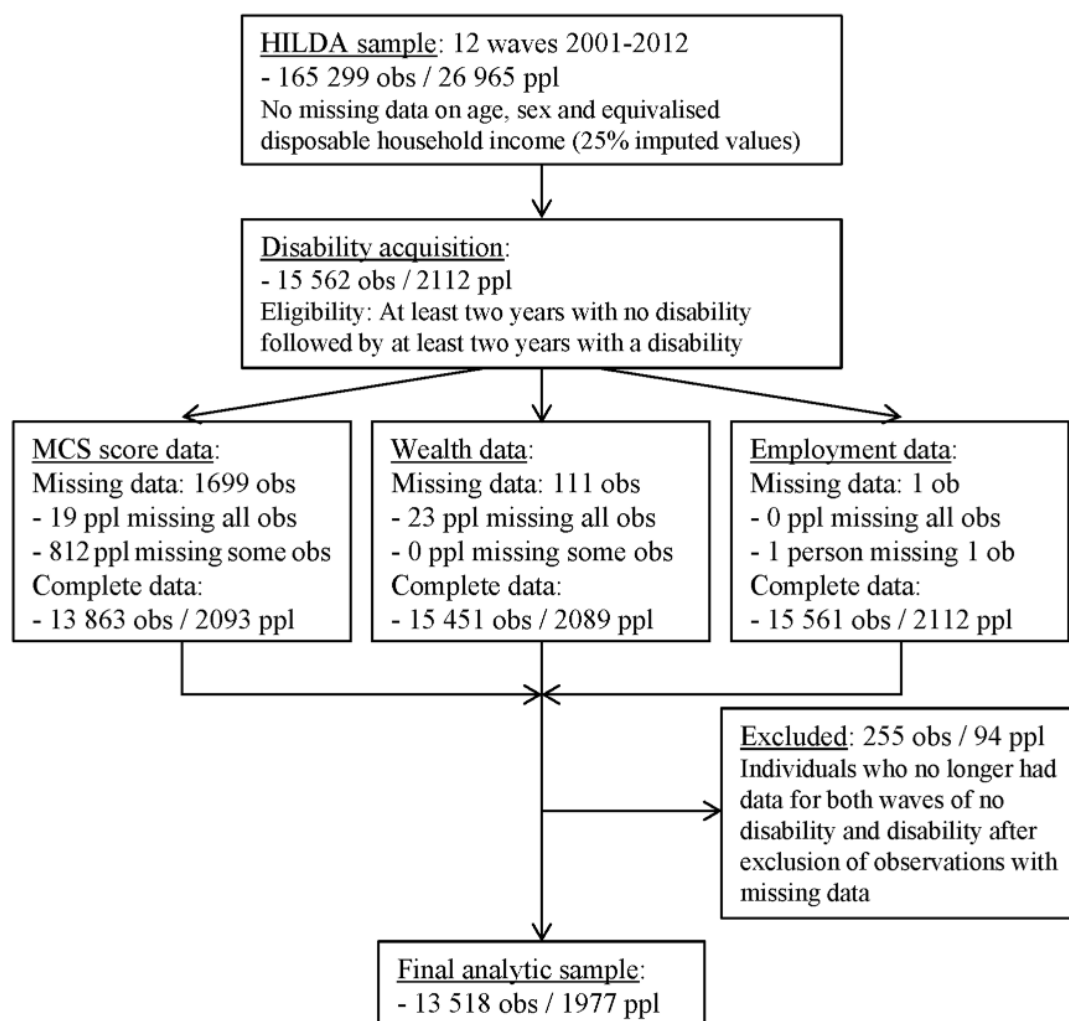 HILDA sample: 12 waves 2001-2012
- 165 299 obs / 26 965 ppl
No missing data on age, sex and equivalised
disposable household income (25% imputed values)
Disability acquisition:
- 15 562 obs / 2112 ppl
Eligibility: At least two years with no disability
followed by at least two years with a disability
MCS score data:
Missing data: 1699 obs
- 19 ppl missing all obs
- 812 ppl missing some obs
Complete data:
- 13 863 obs / 2093 ppl
Wealth data:
Missing data: 111 obs
- 23 ppl missing all obs
- 0 ppl missing some obs
Complete data:
- 15 451 obs / 2089 ppl
Employment data:
Missing data: 1 ob
- 0 ppl missing all obs
- 1 person missing 1 ob
Complete data:
- 15 561 obs / 2112 ppl
Excluded: 255 obs / 94 ppl
Individuals who no longer had
data for both waves of no
disability and disability after
exclusion of observations with
missing data
Final analytic sample:
- 13 518 obs / 1977 ppl